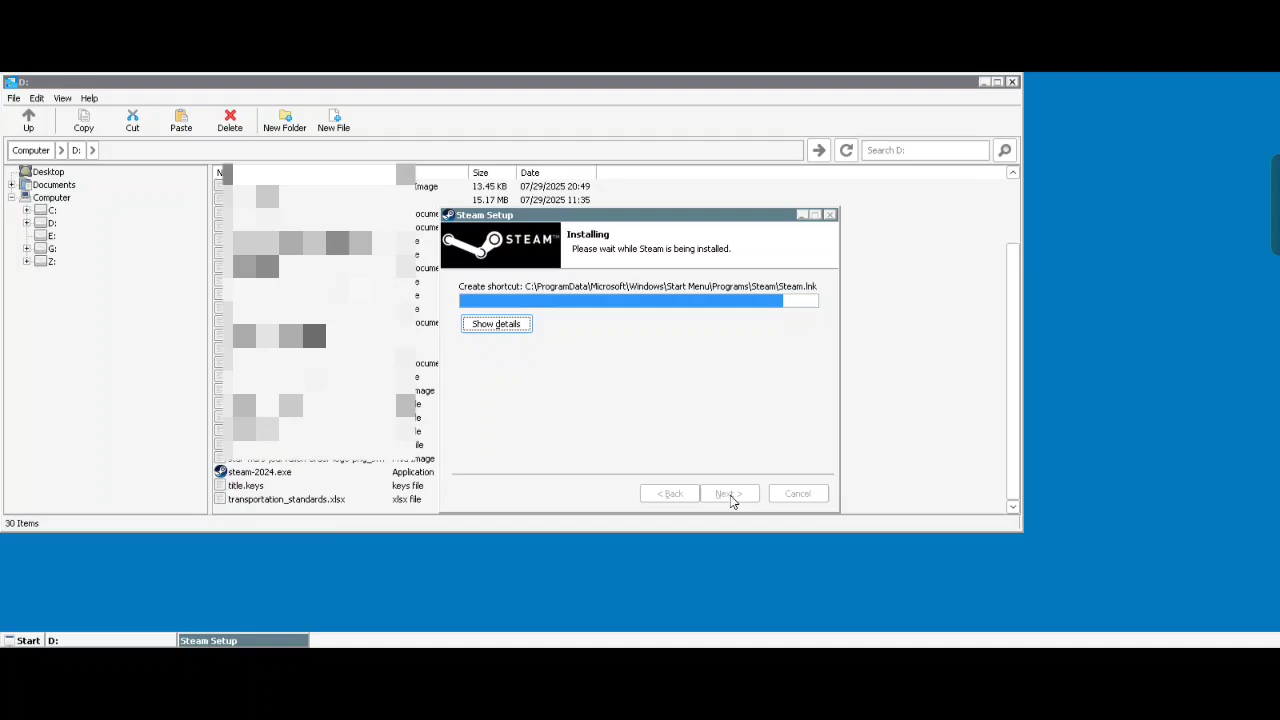 D:
File Edit View Help
Up Copy Cut Paste Delete New Folder New File
Computer D: Search D:
Desktop
Documents
Computer
C:
D:
E:
G:
Z:
Size Date
13.45 KB 07/29/2025 20:49
15.17 MB 07/29/2025 11:35
Steam Setup
STEAM™
Installing
Please wait while Steam is being installed.
Create shortcut: C:\ProgramData\Microsoft\Windows\Start Menu\Programs\Steam\Steam.lnk
Show details
< Back Next > Cancel
steam-2024.exe Application
title.keys keys file
transportation_standards.xlsx xlsx file
30 Items
Start D: Steam Setup